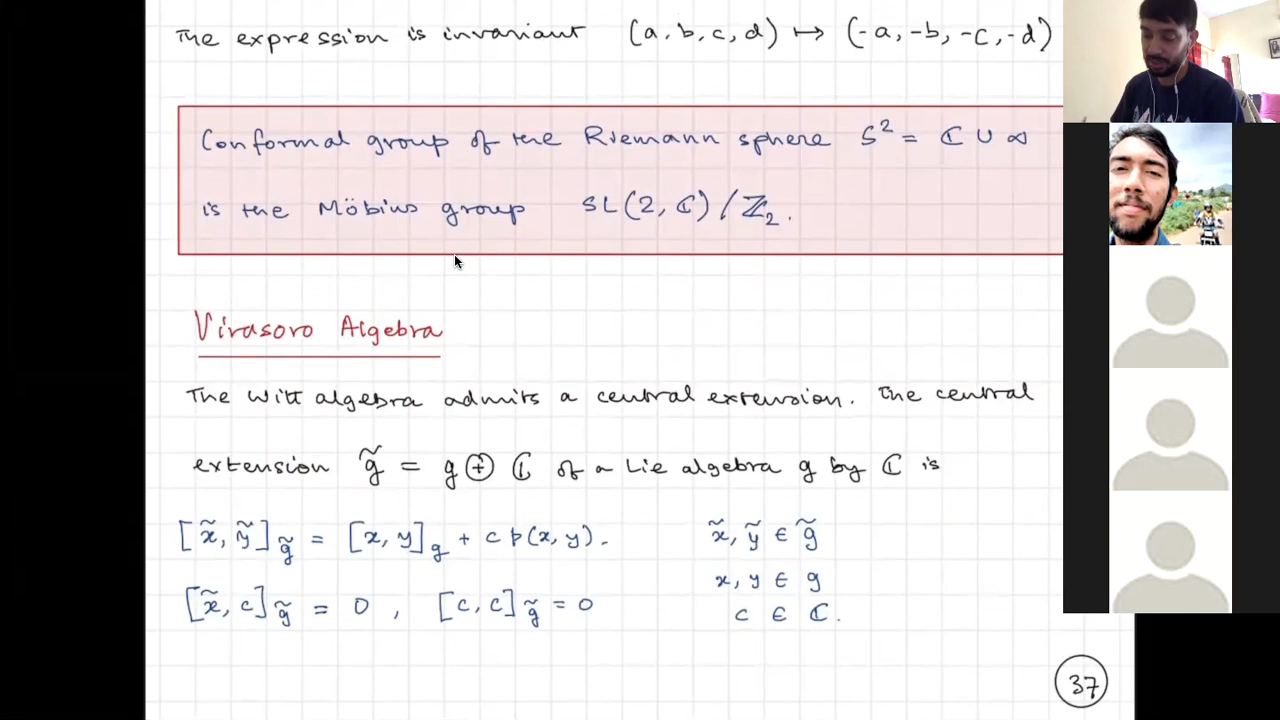 The expression is invariant (a, b, c, d) ↦ (-a, -b, -c, -d)
Conformal group of the Riemann sphere S² = ℂ ∪ ∞
is the Möbius group SL(2, ℂ) / ℤ₂.
Virasoro Algebra
The Witt algebra admits a central extension. The central
extension g̃ = g ⊕ ℂ of a Lie algebra g by ℂ is
[x̃, ỹ]_g̃ = [x, y]_g + c p(x, y). x̃, ỹ ∈ g̃
x, y ∈ g
[x̃, c]_g̃ = 0 , [c, c]_g̃ = 0 c ∈ ℂ.
37